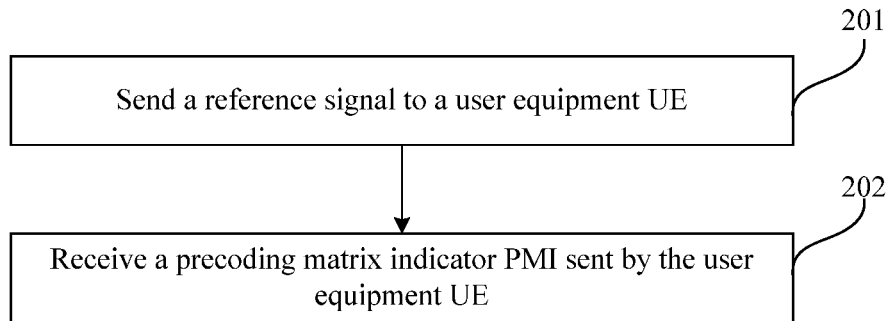 201
Send a reference signal to a user equipment UE
202
Receive a precoding matrix indicator PMI sent by the user
equipment UE